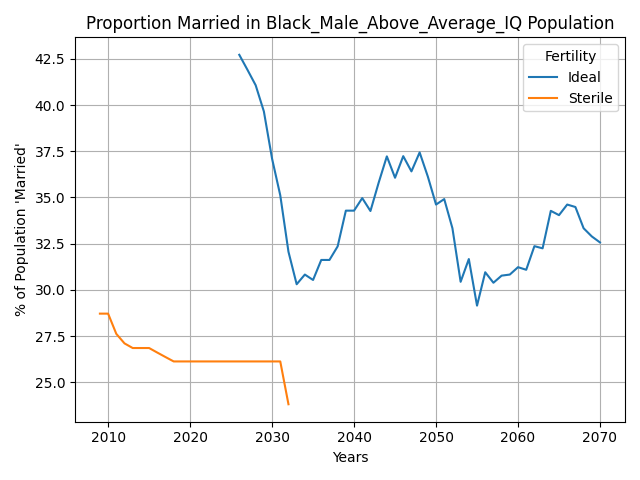 Proportion Married in Black_Male_Above_Average_IQ Population
% of Population 'Married'
42.5
40.0
37.5
35.0
32.5
30.0
27.5
25.0
Fertility
Ideal
Sterile
2010 2020 2030 2040 2050 2060 2070
Years